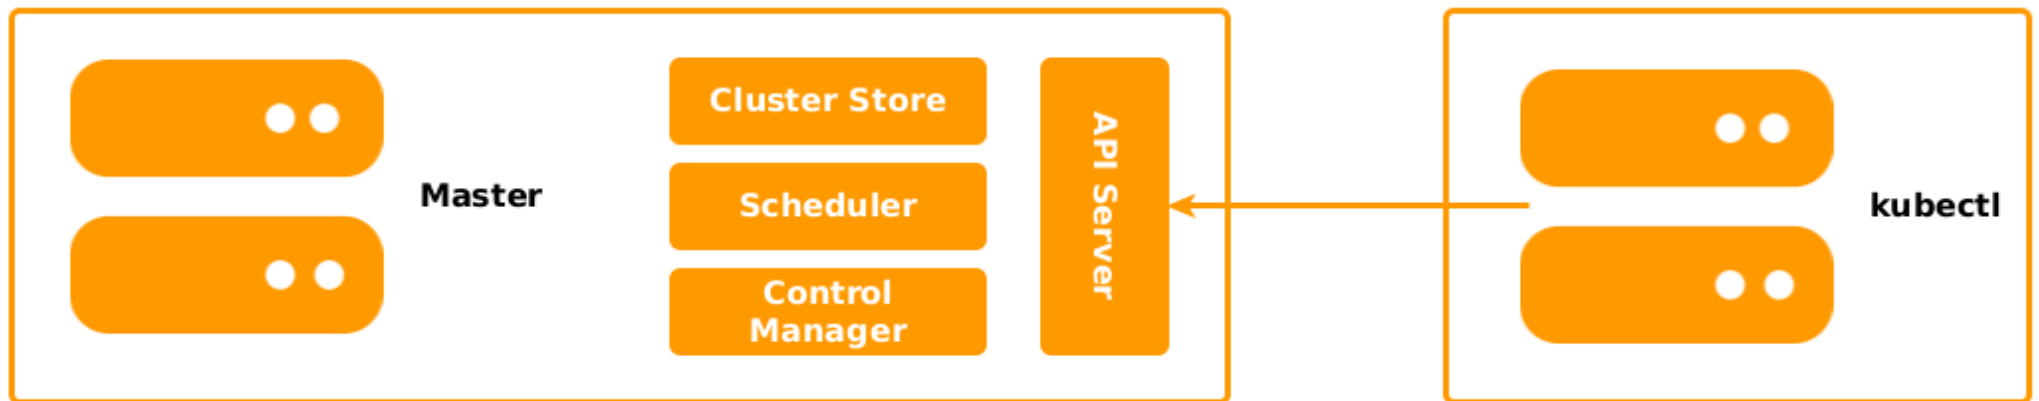 Master
Cluster Store
Scheduler
Control
Manager
API Server
kubectl